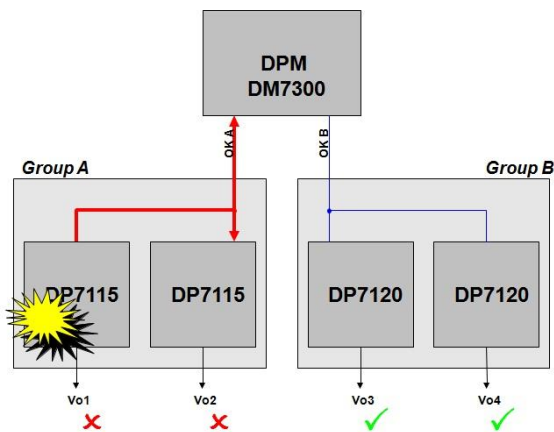 DPM
DM7300
OK A
OK B
Group A
Group B
DP7115
DP7115
DP7120
DP7120
Vo1
Vo2
Vo3
Vo4